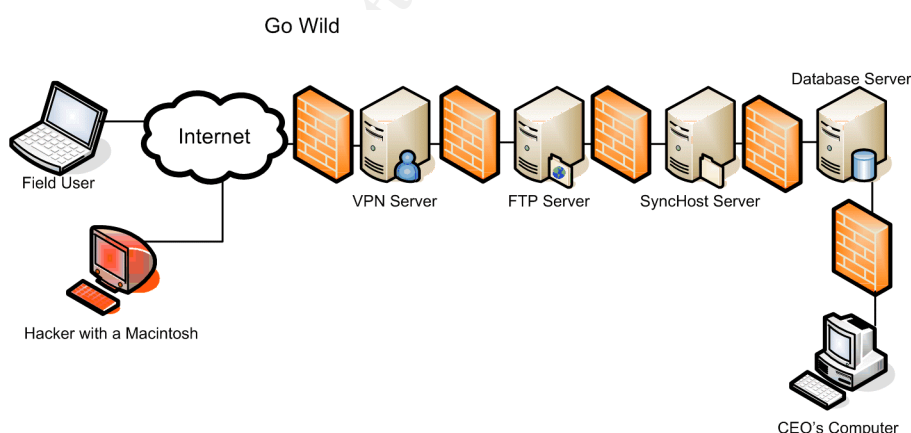 Go Wild
Database Server
Internet
Field User
VPN Server
FTP Server
SyncHost Server
Hacker with a Macintosh
CEO's Computer